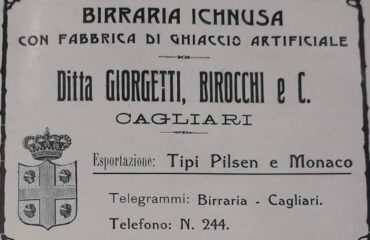 BIRRARIA ICHNUSA
CON FABBRICA DI GHIACCIO ARTIFICIALE
Ditta GIORGETTI, BIROCCHI e C.
CAGLIARI
Esportazione: Tipi Pilsen e Monaco
Telegrammi: Birraria - Cagliari.
Telefono: N. 244.